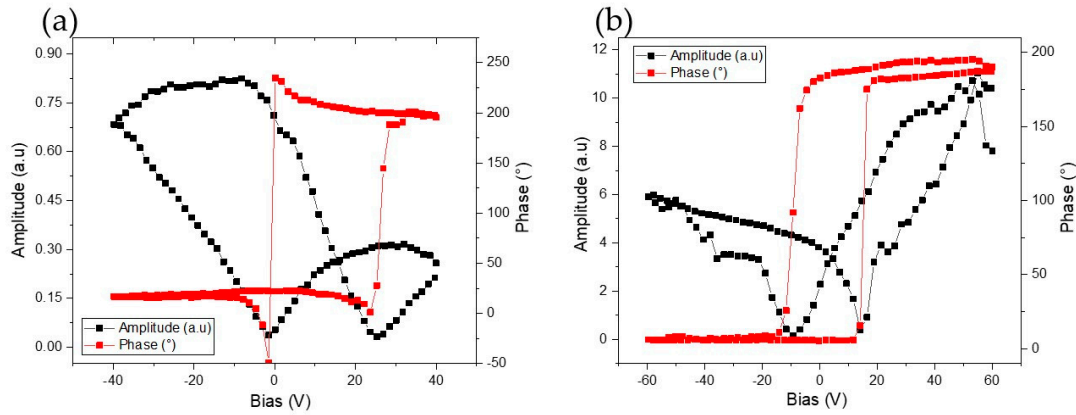 (a)
0.90
0.75
0.60
0.45
0.30
0.15
0.00
Amplitude (a.u)
250
200
150
100
50
0
-50
Phase (°)
Amplitude (a.u)
Phase (°)
-40 -20 0 20 40
Bias (V)
(b)
12
10
8
6
4
2
0
Amplitude (a.u)
200
150
100
50
0
Phase (°)
Amplitude (a.u)
Phase (°)
-60 -40 -20 0 20 40 60
Bias (V)